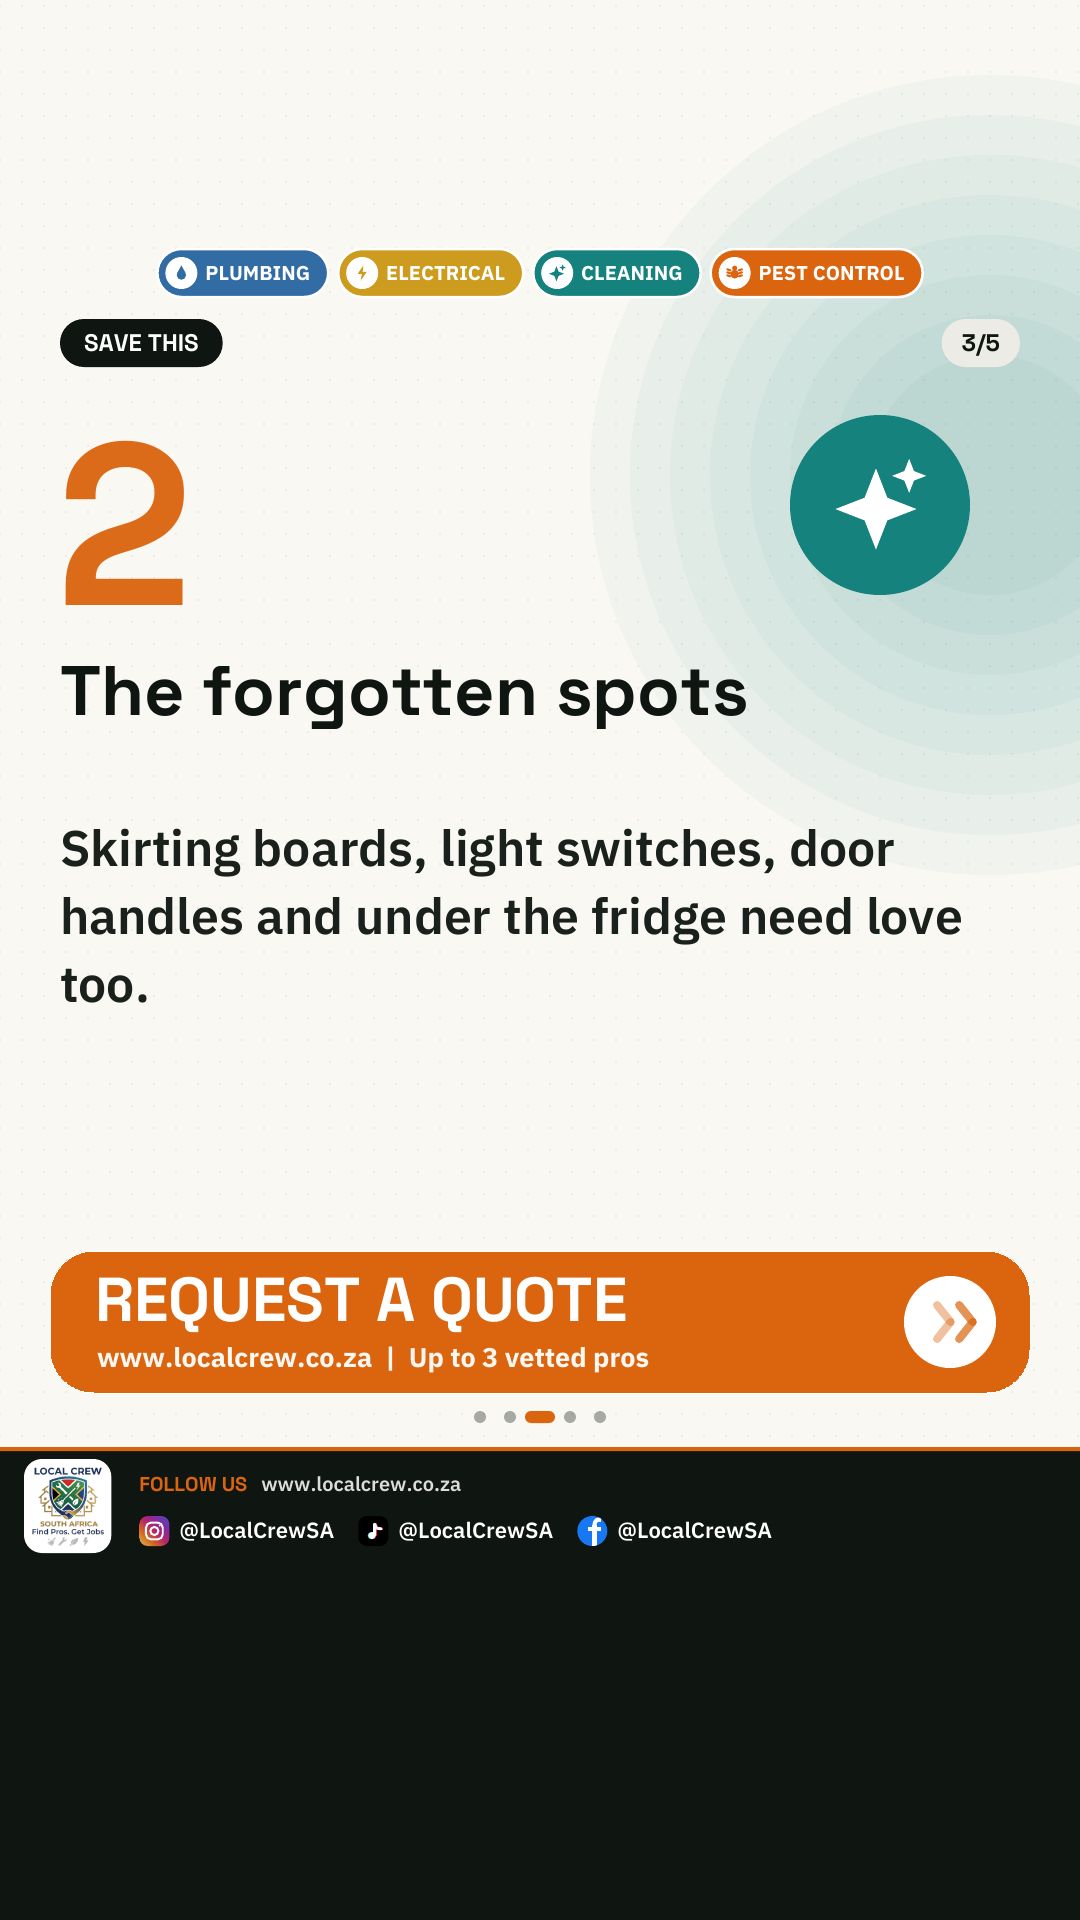 PLUMBING
ELECTRICAL
CLEANING
PEST CONTROL
SAVE THIS
3/5
2
The forgotten spots
Skirting boards, light switches, door
handles and under the fridge need love
too.
REQUEST A QUOTE
www.localcrew.co.za | Up to 3 vetted pros
LOCAL CREW
SOUTH AFRICA
Find Pros. Get Jobs
FOLLOW US www.localcrew.co.za
@LocalCrewSA @LocalCrewSA @LocalCrewSA